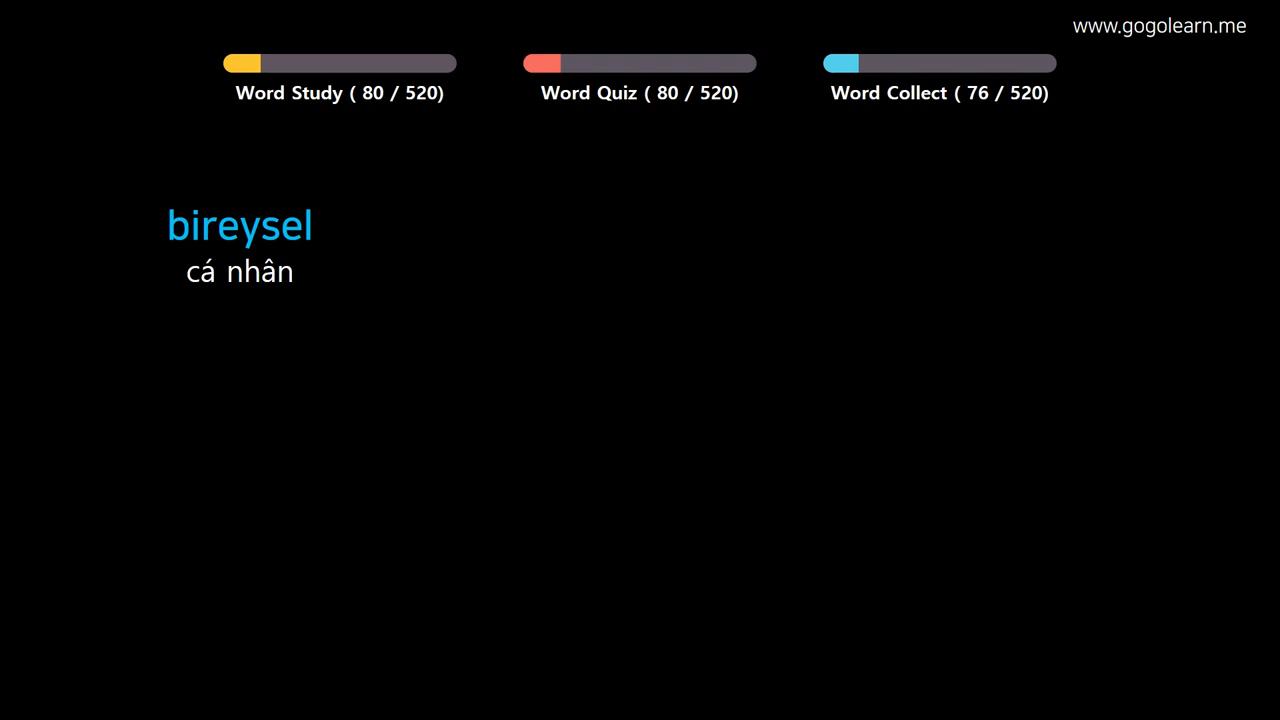 www.gogolearn.me
Word Study ( 80 / 520)
Word Quiz ( 80 / 520)
Word Collect ( 76 / 520)
bireysel
cá nhân